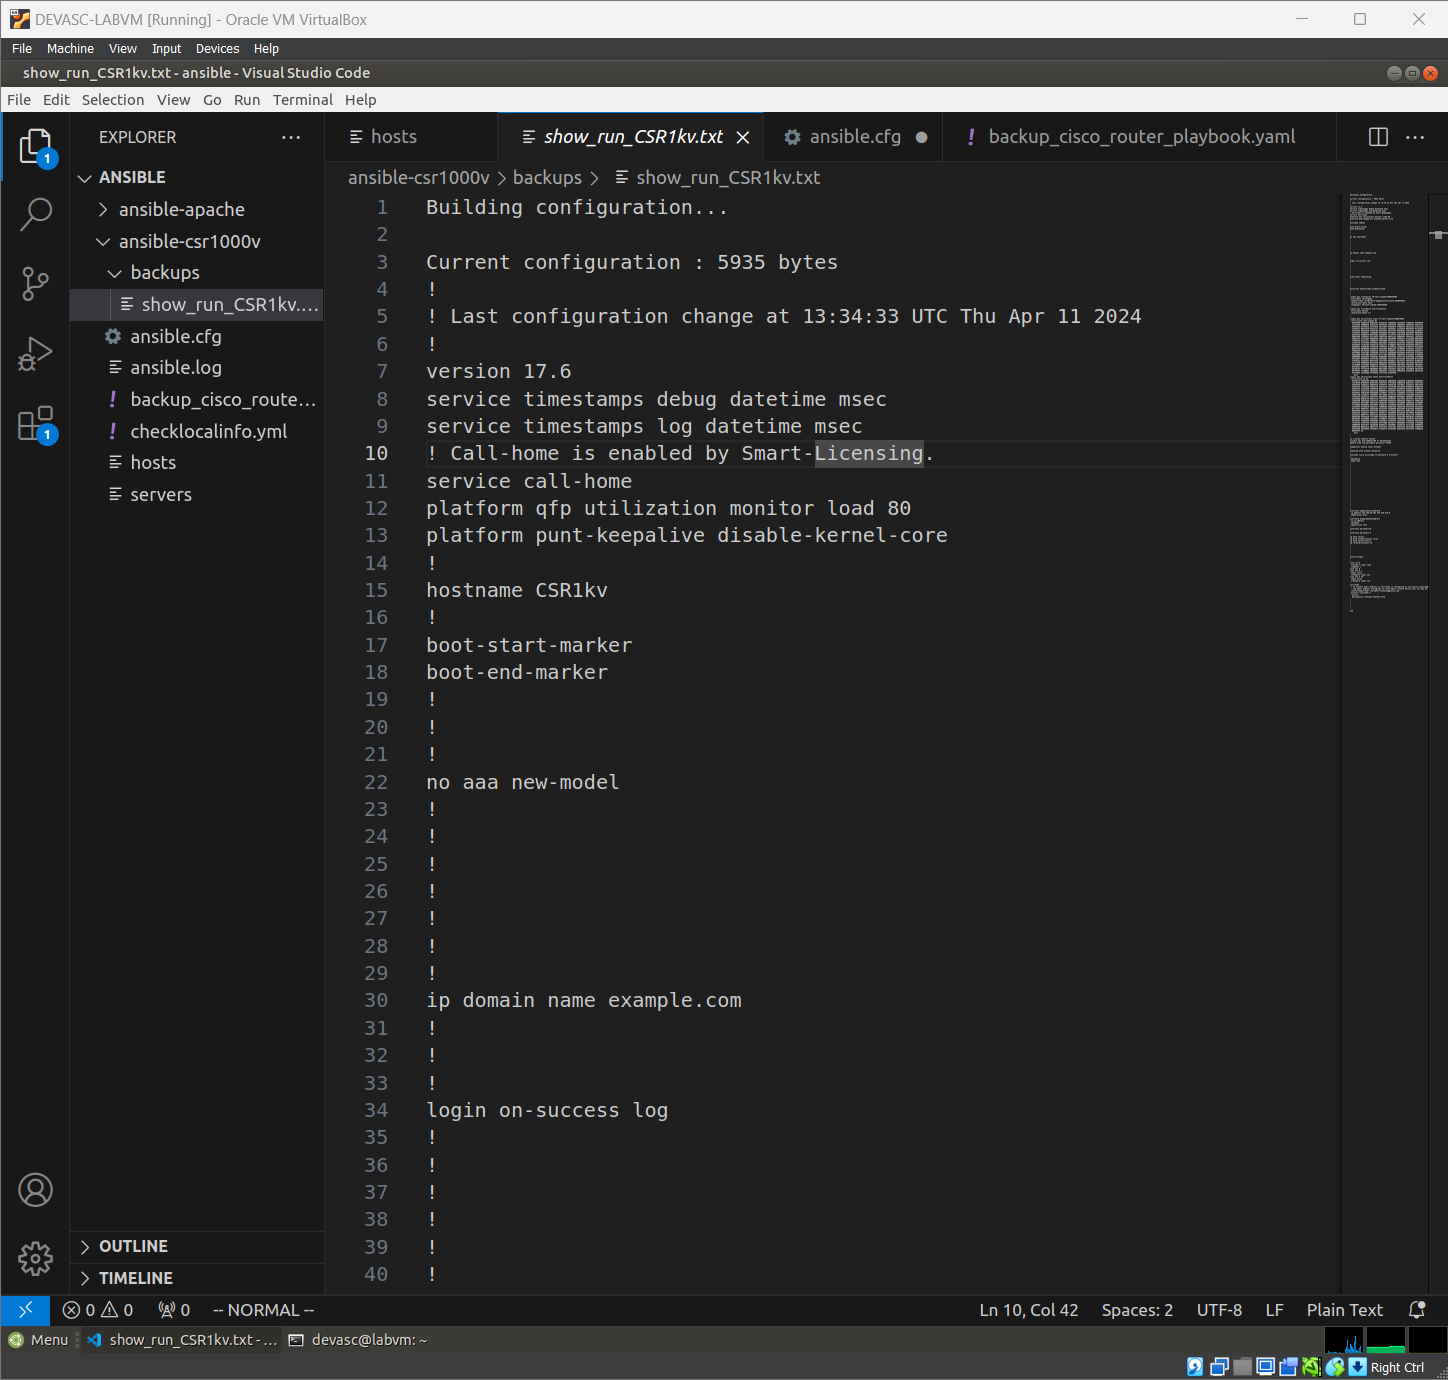 DEVASC-LABVM [Running] - Oracle VM VirtualBox
File Machine View Input Devices Help
show_run_CSR1kv.txt - ansible - Visual Studio Code
File Edit Selection View Go Run Terminal Help
EXPLORER
hosts
show_run_CSR1kv.txt
ansible.cfg
! backup_cisco_router_playbook.yaml
ansible-csr1000v > backups > show_run_CSR1kv.txt
1
ANSIBLE
ansible-apache
ansible-csr1000v
backups
show_run_CSR1kv....
ansible.cfg
ansible.log
! backup_cisco_route...
! checklocalinfo.yml
hosts
servers
1
OUTLINE
TIMELINE
1 Building configuration...
2
3 Current configuration : 5935 bytes
4 !
5 ! Last configuration change at 13:34:33 UTC Thu Apr 11 2024
6 !
7 version 17.6
8 service timestamps debug datetime msec
9 service timestamps log datetime msec
10 ! Call-home is enabled by Smart-Licensing.
11 service call-home
12 platform qfp utilization monitor load 80
13 platform punt-keepalive disable-kernel-core
14 !
15 hostname CSR1kv
16 !
17 boot-start-marker
18 boot-end-marker
19 !
20 !
21 !
22 no aaa new-model
23 !
24 !
25 !
26 !
27 !
28 !
29 !
30 ip domain name example.com
31 !
32 !
33 !
34 login on-success log
35 !
36 !
37 !
38 !
39 !
40 !
0 0 0 -- NORMAL -- Ln 10, Col 42 Spaces: 2 UTF-8 LF Plain Text
Menu show_run_CSR1kv.txt - ... devasc@labvm: ~
Right Ctrl